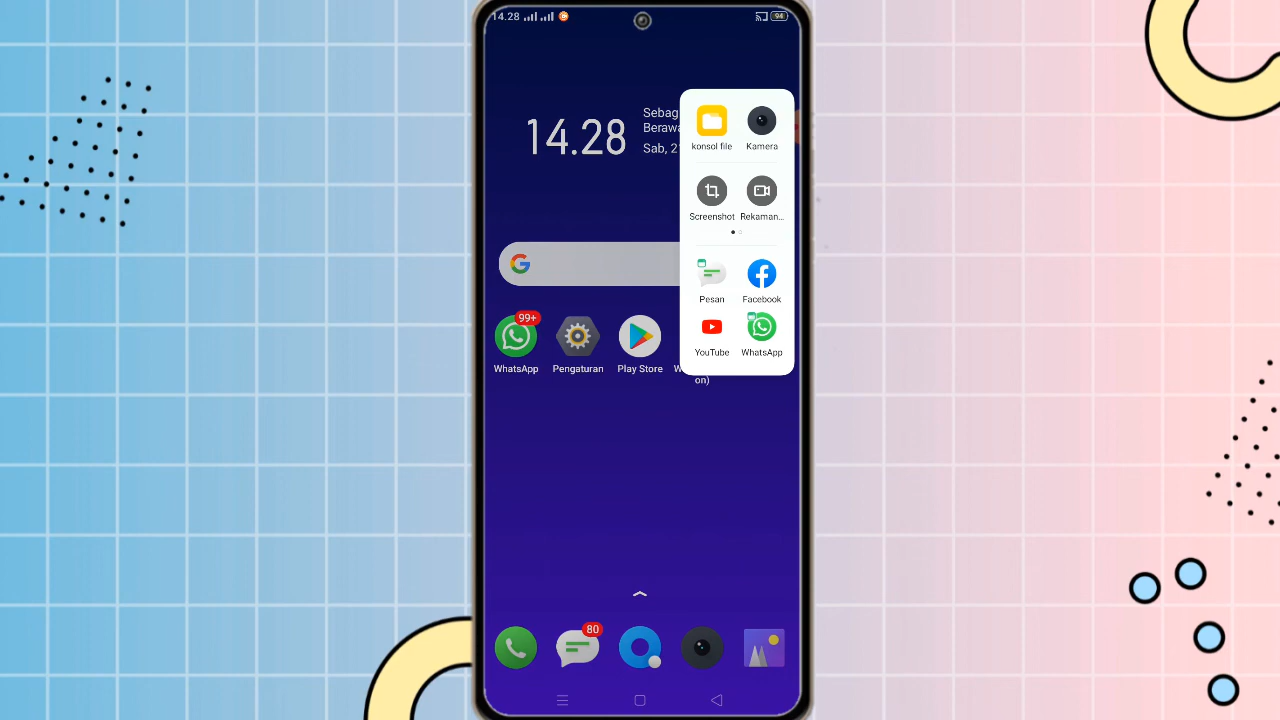 14.28
94
14.28
Sebag
Berawa
Sab, 2
konsol file
Kamera
Screenshot
Rekaman...
Pesan
Facebook
YouTube
WhatsApp
99+
WhatsApp
Pengaturan
Play Store
W
on)
80